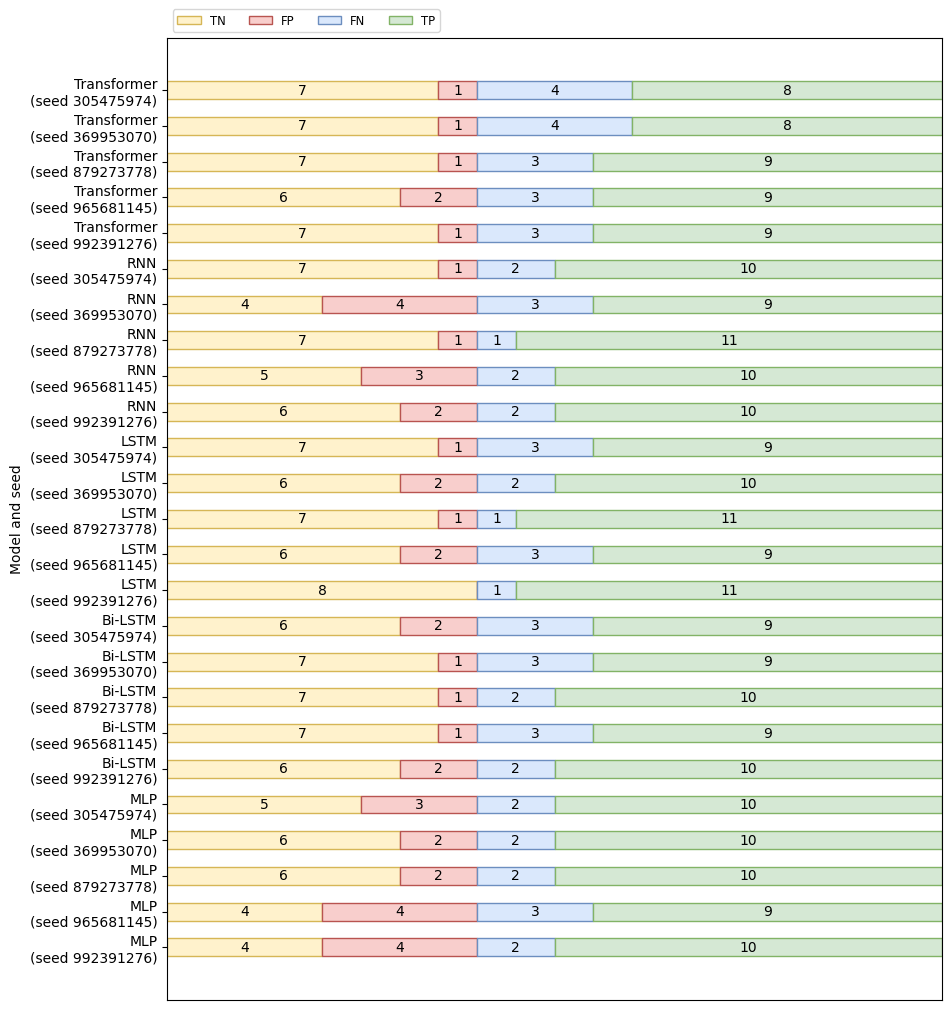 TN FP FN TP
Transformer
(seed 305475974)
7 1 4 8
Transformer
(seed 369953070)
7 1 4 8
Transformer
(seed 879273778)
7 1 3 9
Transformer
(seed 965681145)
6 2 3 9
Transformer
(seed 992391276)
7 1 3 9
RNN
(seed 305475974)
7 1 2 10
RNN
(seed 369953070)
4 4 3 9
RNN
(seed 879273778)
7 1 1 11
RNN
(seed 965681145)
5 3 2 10
RNN
(seed 992391276)
6 2 2 10
LSTM
(seed 305475974)
7 1 3 9
LSTM
(seed 369953070)
6 2 2 10
LSTM
(seed 879273778)
7 1 1 11
LSTM
(seed 965681145)
6 2 3 9
LSTM
(seed 992391276)
8 1 11
Bi-LSTM
(seed 305475974)
6 2 3 9
Bi-LSTM
(seed 369953070)
7 1 3 9
Bi-LSTM
(seed 879273778)
7 1 2 10
Bi-LSTM
(seed 965681145)
7 1 3 9
Bi-LSTM
(seed 992391276)
6 2 2 10
MLP
(seed 305475974)
5 3 2 10
MLP
(seed 369953070)
6 2 2 10
MLP
(seed 879273778)
6 2 2 10
MLP
(seed 965681145)
4 4 3 9
MLP
(seed 992391276)
4 4 2 10
Model and seed